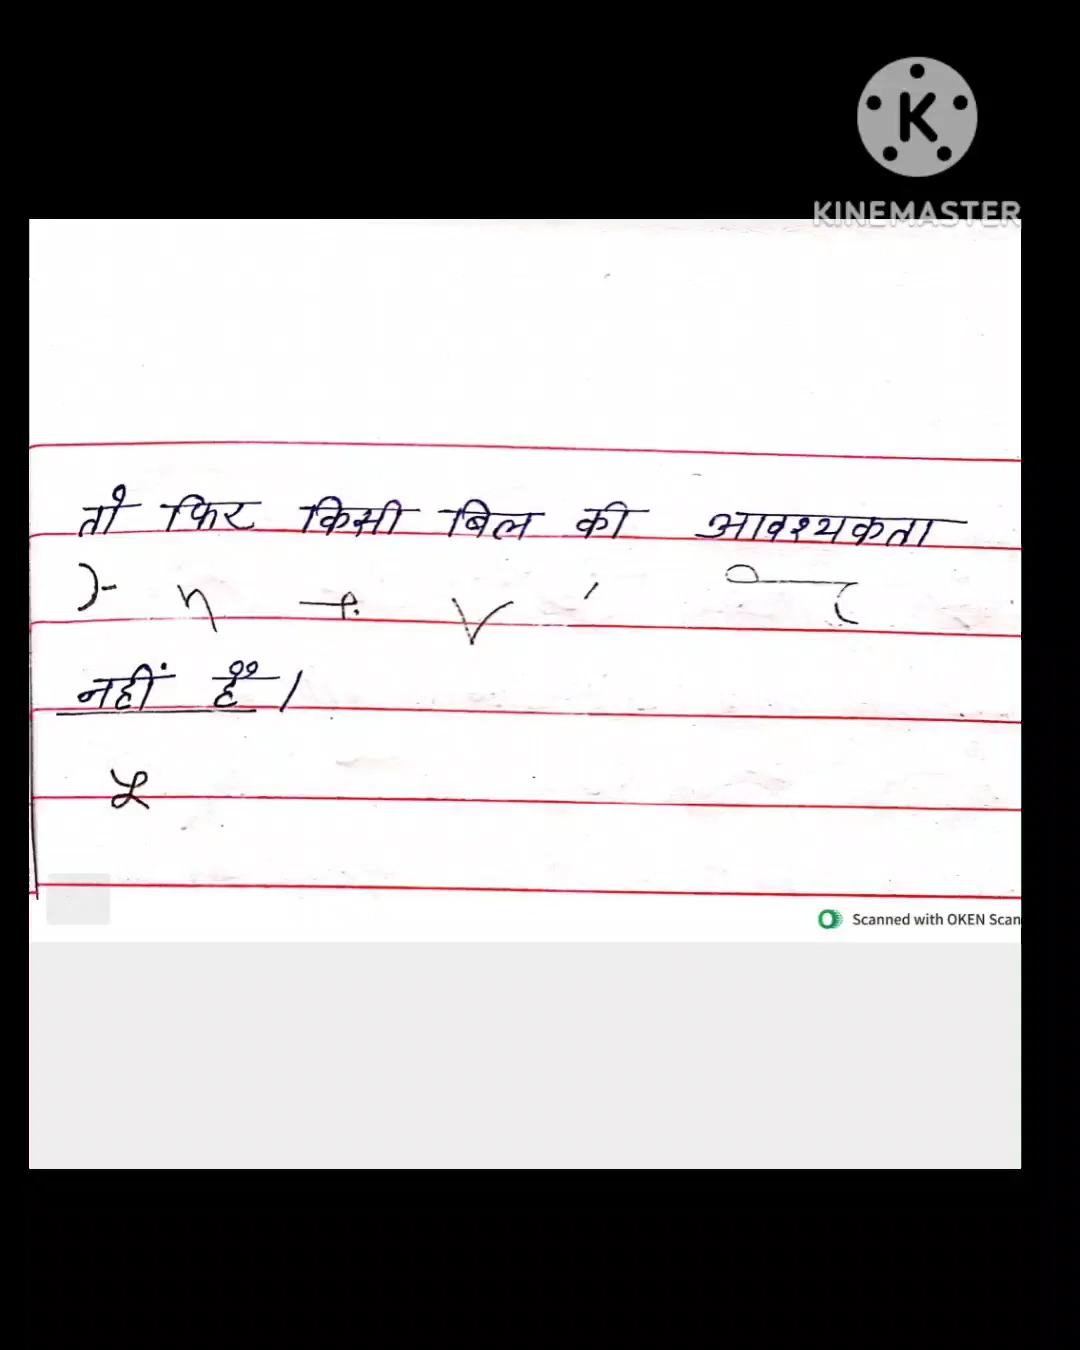 K
KINEMASTER
तो फिर किसी बिल की आवश्यकता
नहीं है।
Scanned with OKEN Scan